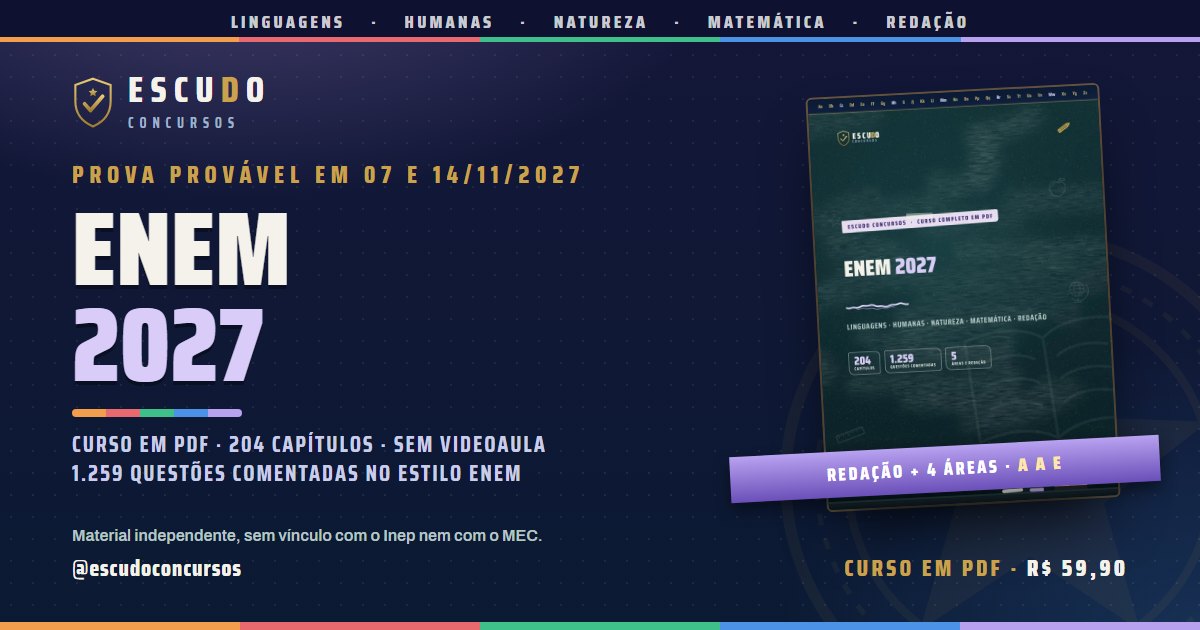 LINGUAGENS · HUMANAS · NATUREZA · MATEMÁTICA · REDAÇÃO
ESCUDO
CONCURSOS
PROVA PROVÁVEL EM 07 E 14/11/2027
ENEM
2027
CURSO EM PDF · 204 CAPÍTULOS · SEM VIDEOAULA
1.259 QUESTÕES COMENTADAS NO ESTILO ENEM
Material independente, sem vínculo com o Inep nem com o MEC.
@escudoconcursos
ESCUDO
CONCURSOS
ESCUDO CONCURSOS · CURSO COMPLETO EM PDF
ENEM 2027
LINGUAGENS · HUMANAS · NATUREZA · MATEMÁTICA · REDAÇÃO
204 1.259 5
CAPÍTULOS QUESTÕES COMENTADAS ÁREAS E REDAÇÃO
REDAÇÃO + 4 ÁREAS · A A E
CURSO EM PDF · R$ 59,90